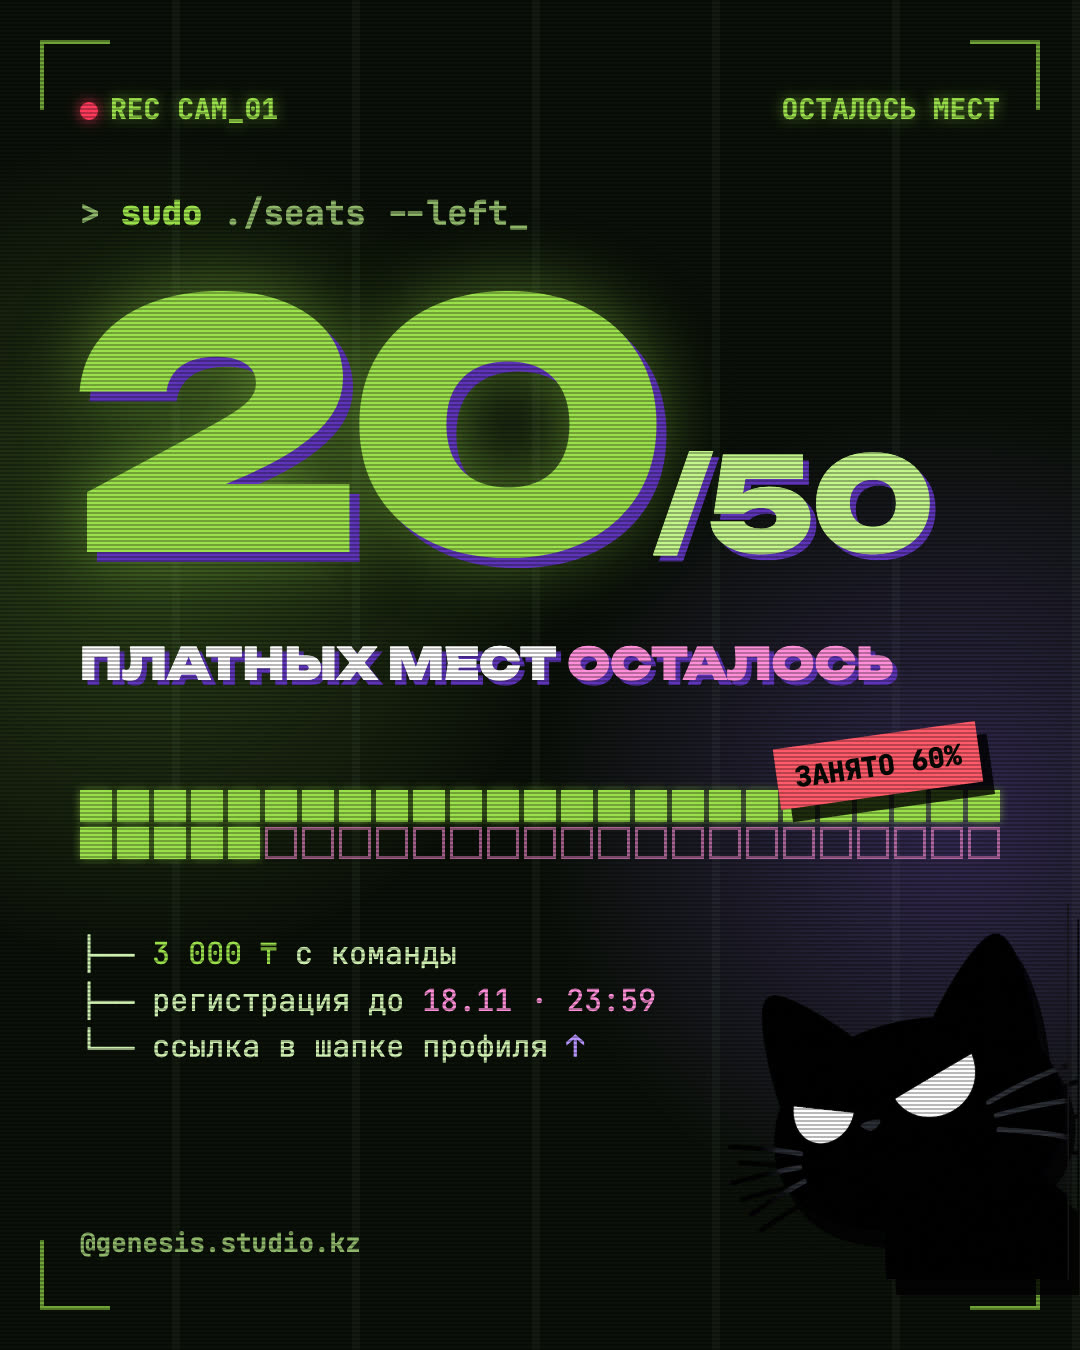 REC CAM_01
ОСТАЛОСЬ МЕСТ
> sudo ./seats --left_
20/50
ПЛАТНЫХ МЕСТ ОСТАЛОСЬ
ЗАНЯТО 60%
├── 3 000 ₸ с команды
├── регистрация до 18.11 · 23:59
└── ссылка в шапке профиля ↑
@genesis.studio.kz